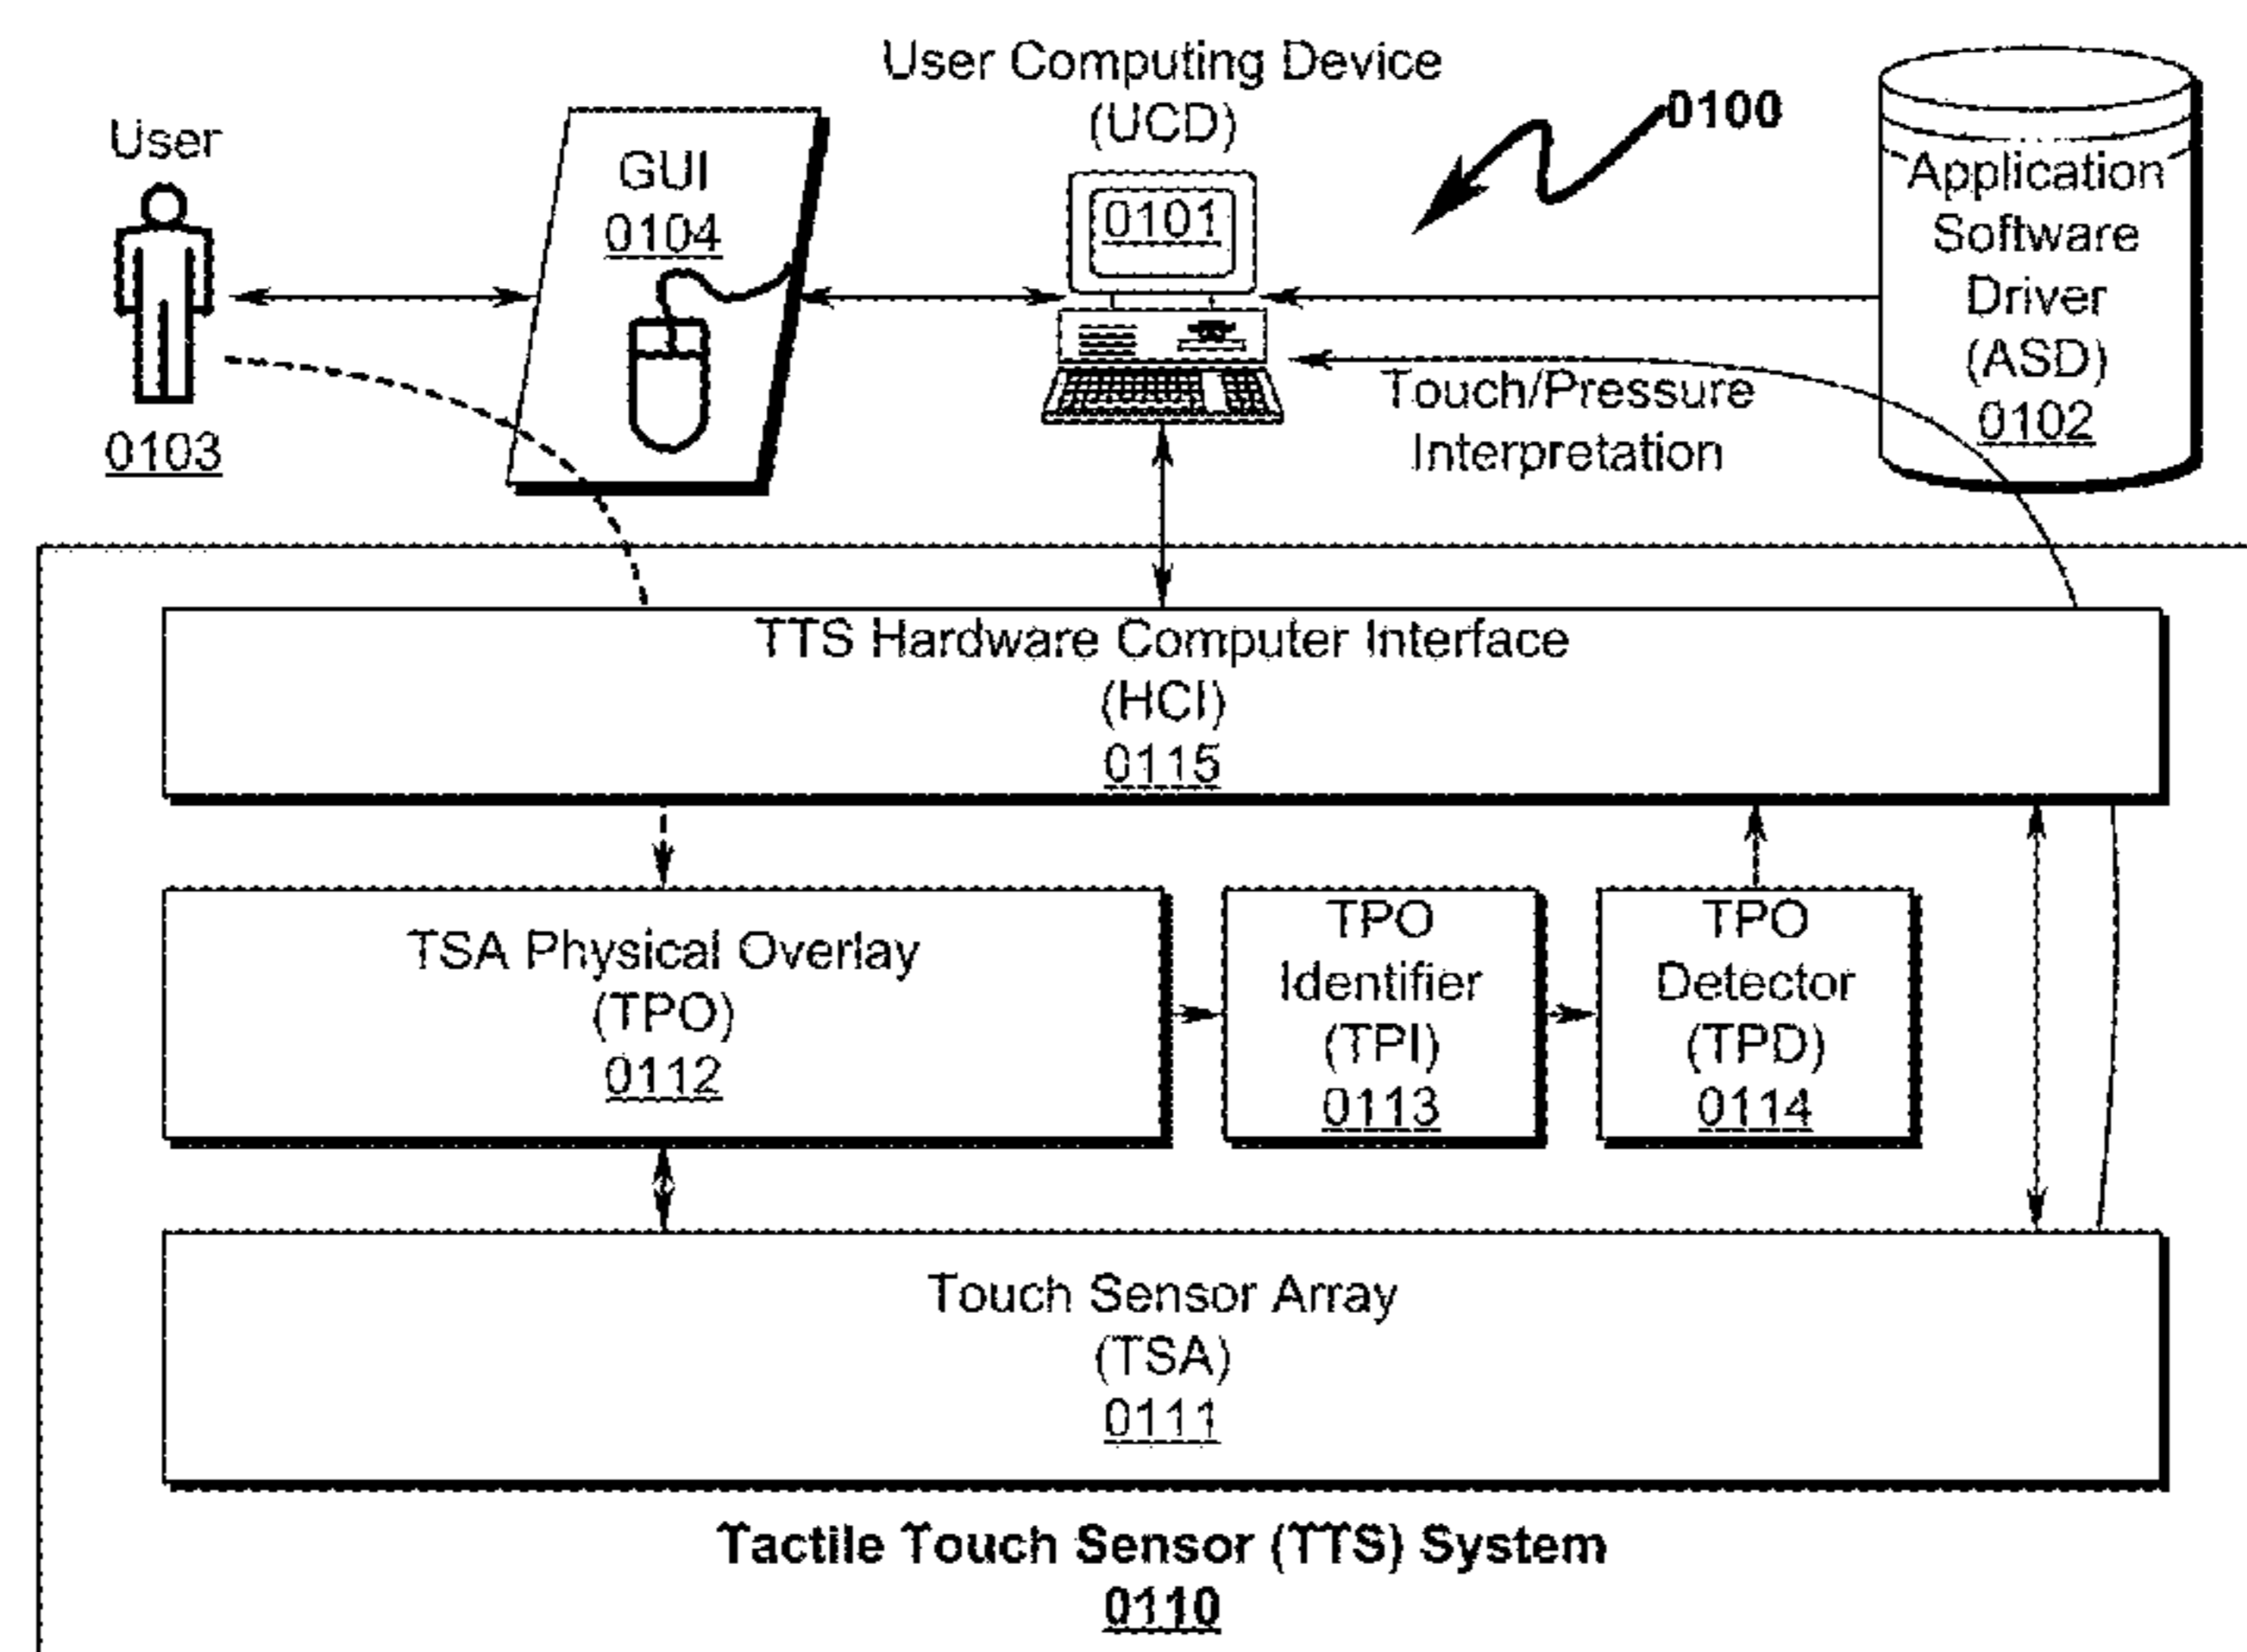 User Computing Device
(UCD)
0100
User
GUI
0104
0101
Application
Software
Driver
(ASD)
0102
0103
Touch/Pressure
Interpretation
TTS Hardware Computer Interface
(HCI)
0115
TSA Physical Overlay
(TPO)
0112
TPO
Identifier
(TPI)
0113
TPO
Detector
(TPD)
0114
Touch Sensor Array
(TSA)
0111
Tactile Touch Sensor (TTS) System
0110